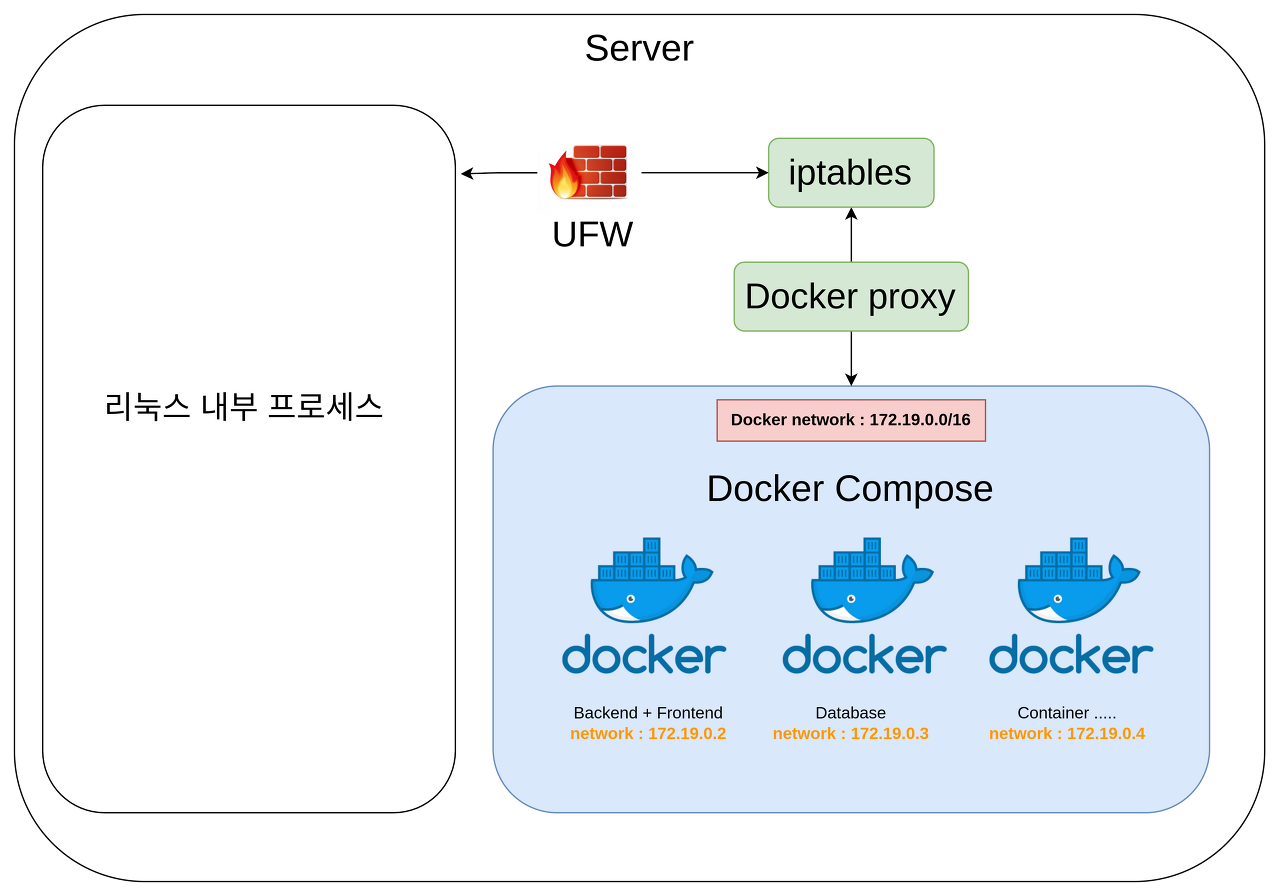 Server
iptables
UFW
Docker proxy
리눅스 내부 프로세스
Docker network : 172.19.0.0/16
Docker Compose
docker
docker
docker
Backend + Frontend
network : 172.19.0.2
Database
network : 172.19.0.3
Container .....
network : 172.19.0.4